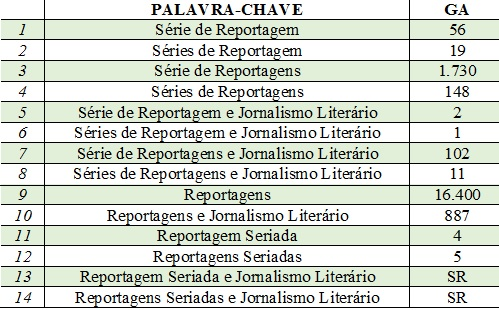 PALAVRA-CHAVE GA
1 Série de Reportagem 56
2 Séries de Reportagem 19
3 Série de Reportagens 1.730
4 Séries de Reportagens 148
5 Série de Reportagem e Jornalismo Literário 2
6 Séries de Reportagem e Jornalismo Literário 1
7 Série de Reportagens e Jornalismo Literário 102
8 Séries de Reportagens e Jornalismo Literário 11
9 Reportagens 16.400
10 Reportagens e Jornalismo Literário 887
11 Reportagem Seriada 4
12 Reportagens Seriadas 5
13 Reportagem Seriada e Jornalismo Literário SR
14 Reportagens Seriadas e Jornalismo Literário SR